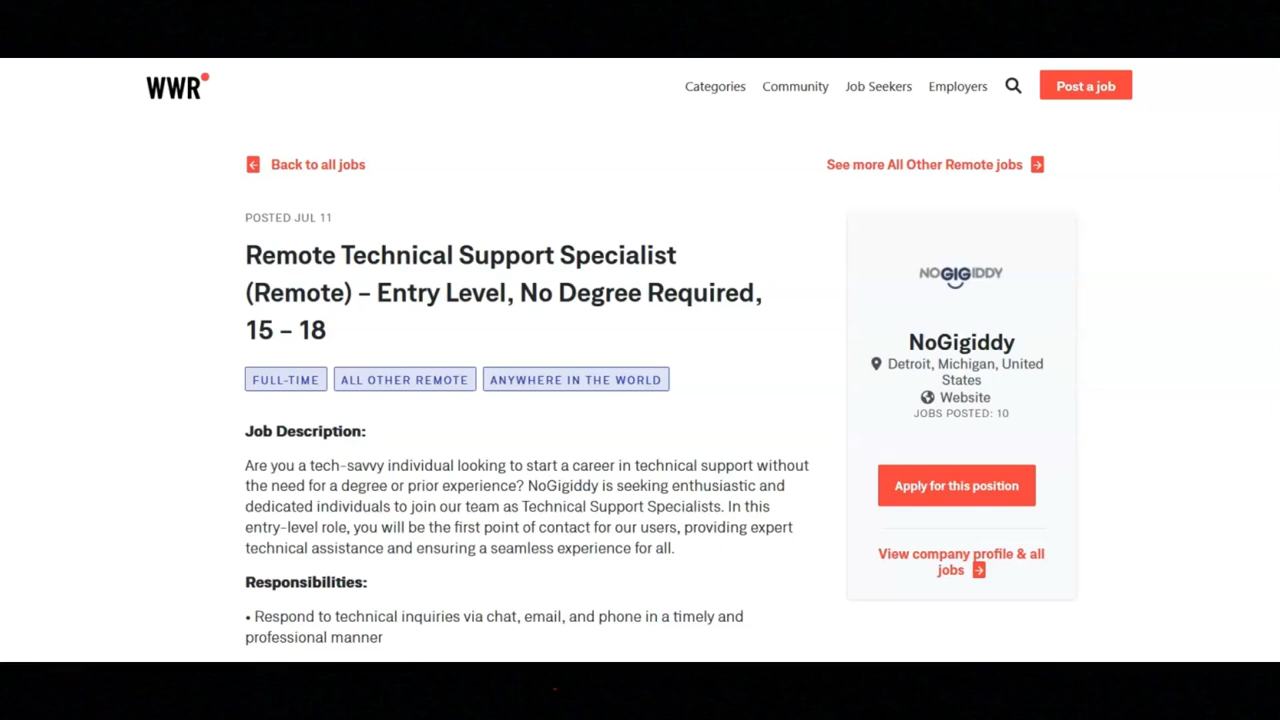 WWR
Categories
Community
Job Seekers
Employers
Post a job
Back to all jobs
See more All Other Remote jobs
POSTED JUL 11
Remote Technical Support Specialist
(Remote) – Entry Level, No Degree Required,
15 – 18
FULL-TIME
ALL OTHER REMOTE
ANYWHERE IN THE WORLD
Job Description:
Are you a tech-savvy individual looking to start a career in technical support without
the need for a degree or prior experience? NoGigiddy is seeking enthusiastic and
dedicated individuals to join our team as Technical Support Specialists. In this
entry-level role, you will be the first point of contact for our users, providing expert
technical assistance and ensuring a seamless experience for all.
Responsibilities:
• Respond to technical inquiries via chat, email, and phone in a timely and
professional manner
NOGIGIDDY
NoGigiddy
Detroit, Michigan, United
States
Website
JOBS POSTED: 10
Apply for this position
View company profile & all
jobs